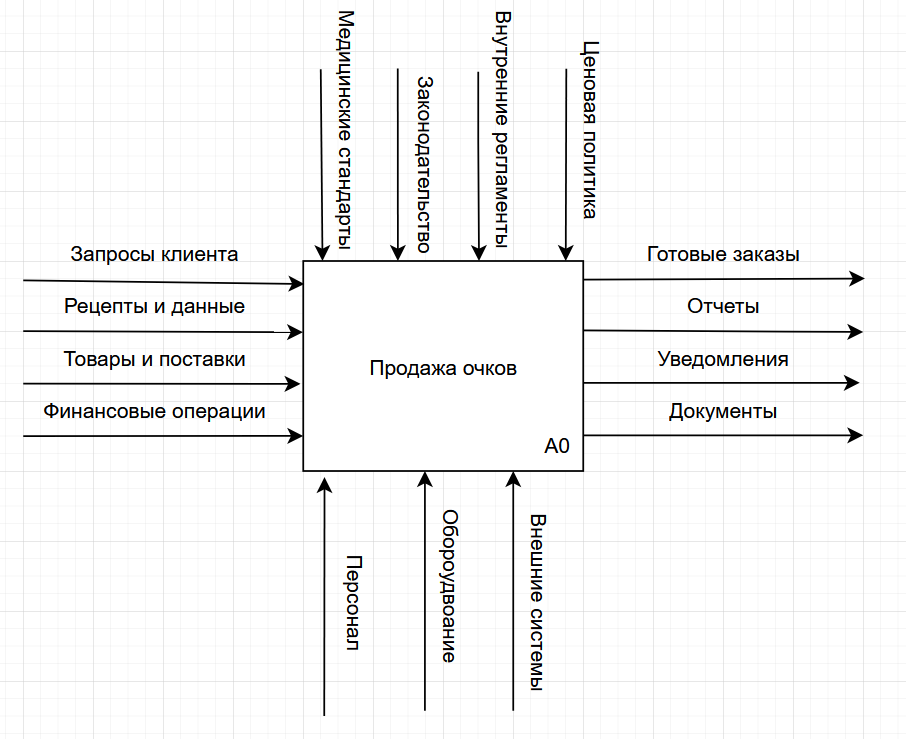 Медицинские стандарты
Законодательство
Внутренние регламенты
Ценовая политика
Запросы клиента
Рецепты и данные
Товары и поставки
Финансовые операции
Продажа очков
A0
Готовые заказы
Отчеты
Уведомления
Документы
Персонал
Обороудвоание
Внешние системы